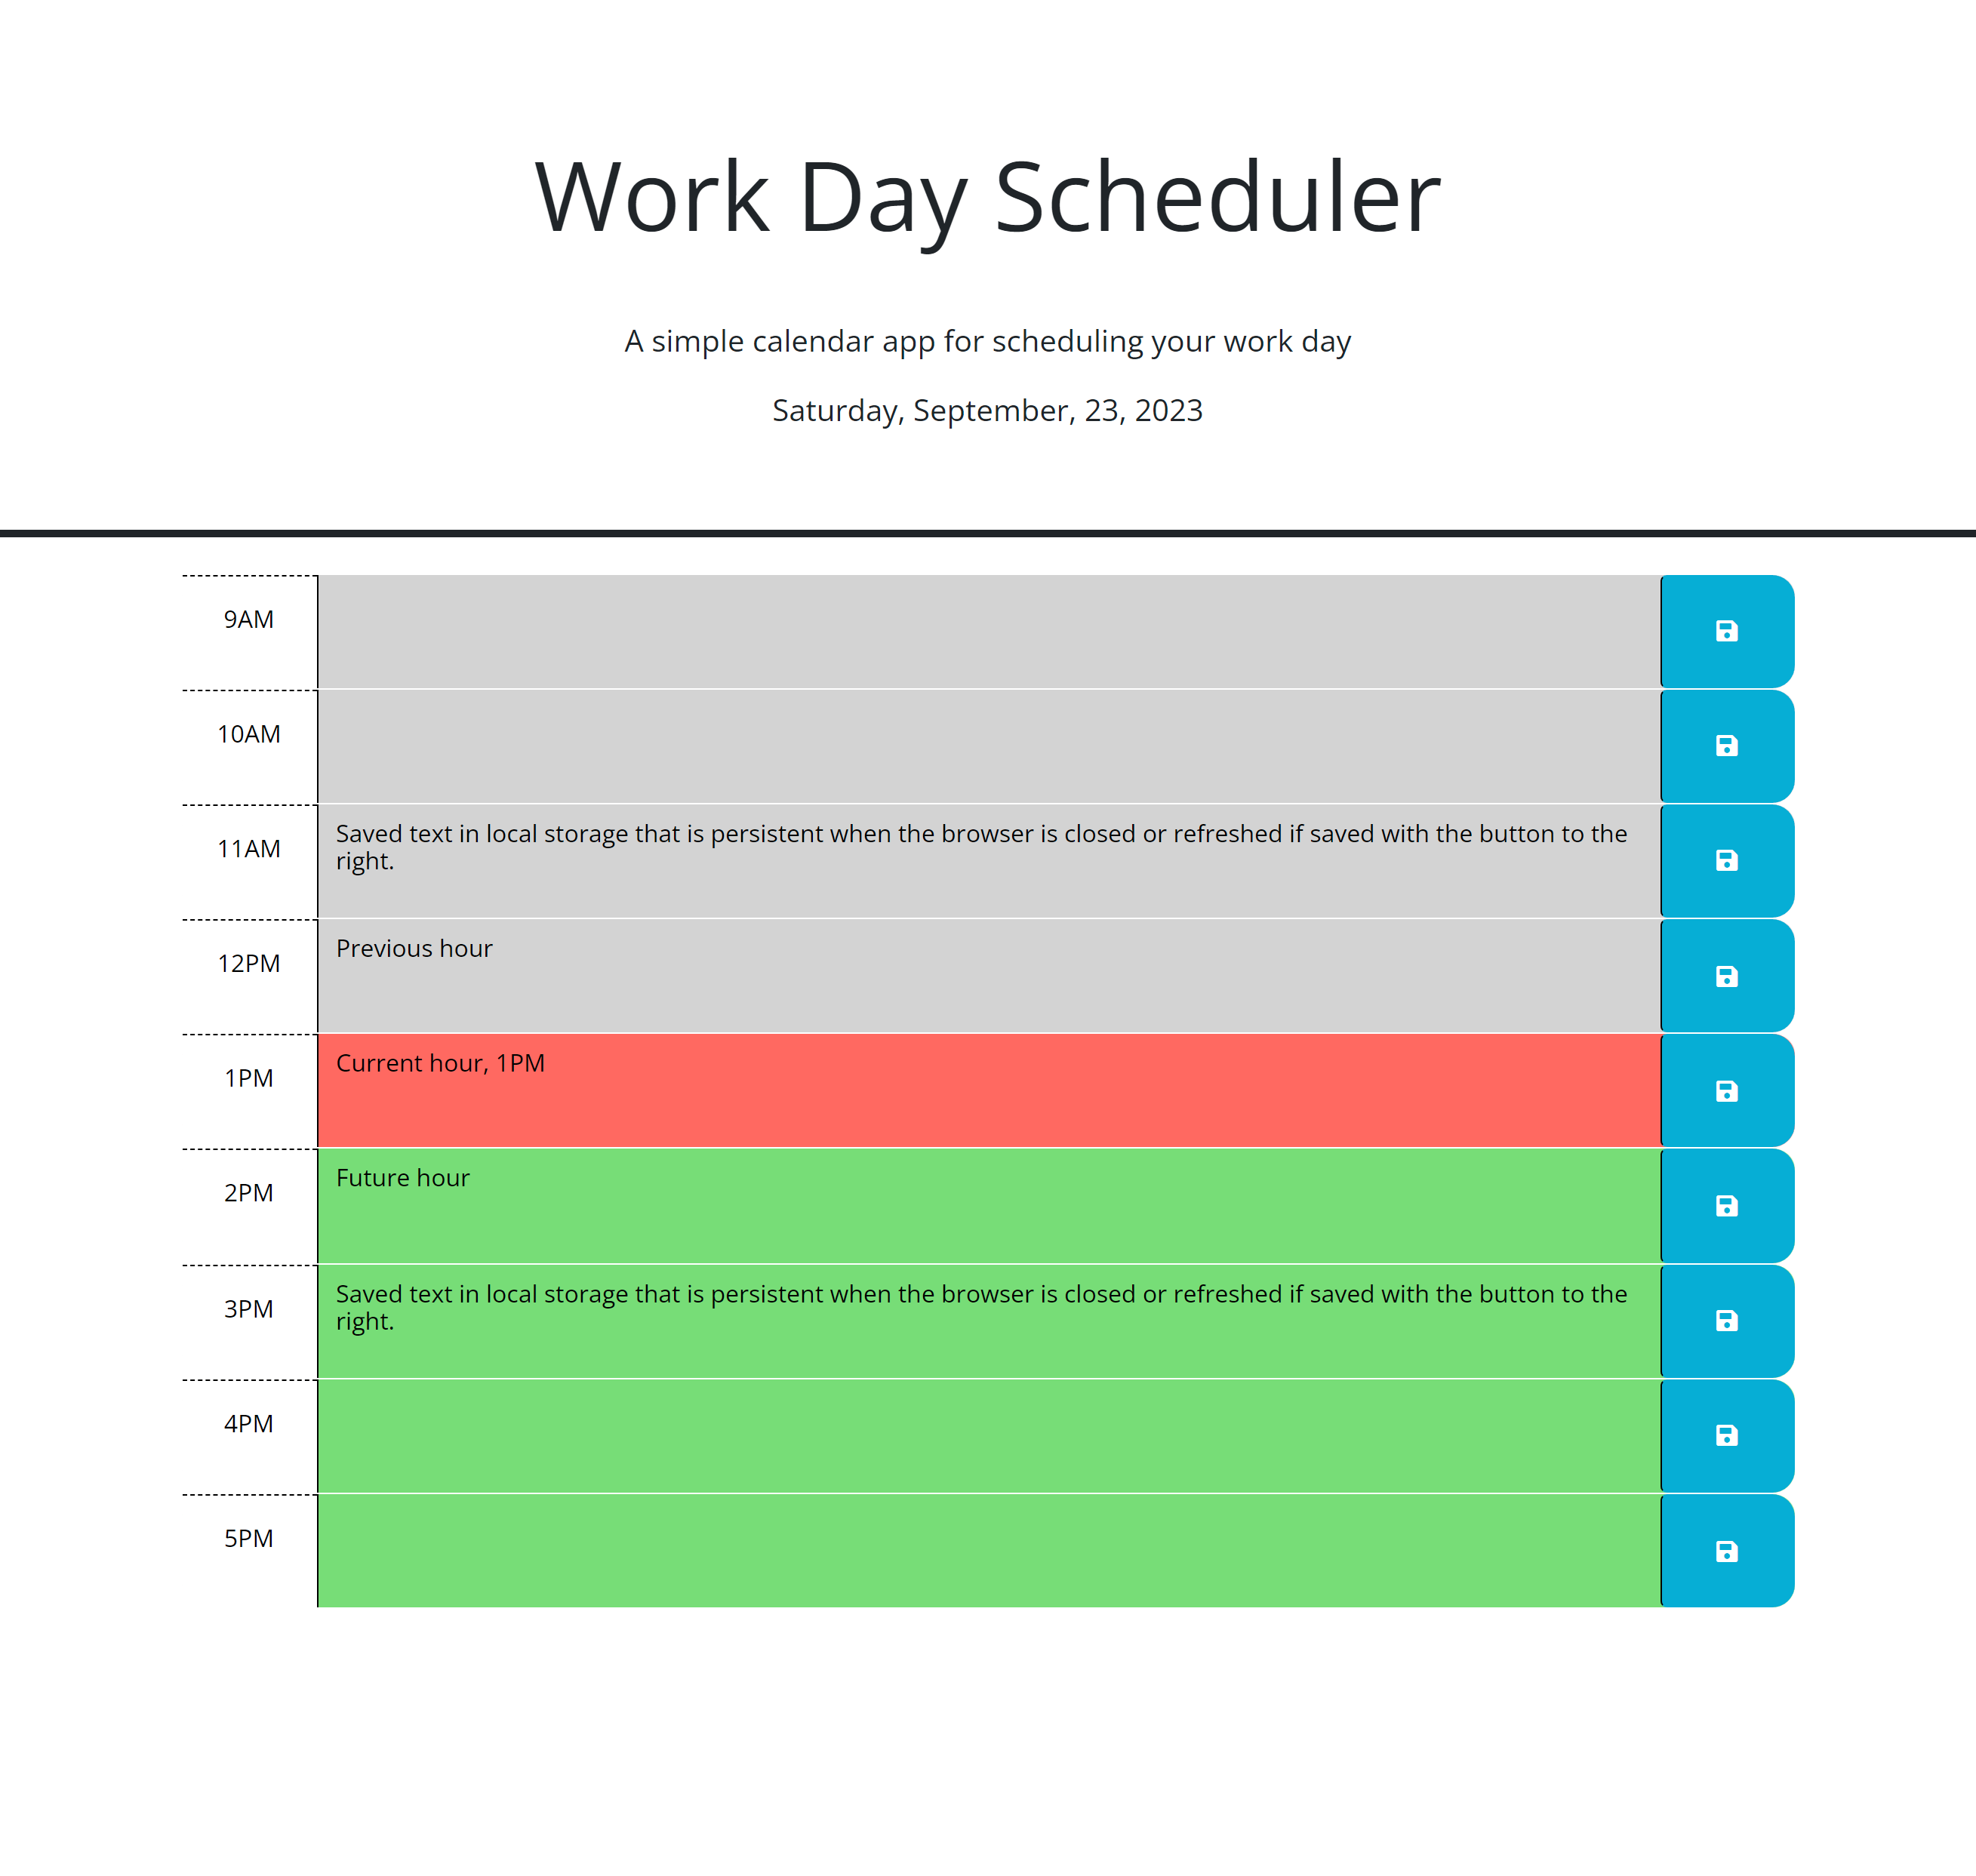 Work Day Scheduler
A simple calendar app for scheduling your work day
Saturday, September, 23, 2023
9AM
10AM
11AM
Saved text in local storage that is persistent when the browser is closed or refreshed if saved with the button to the
right.
12PM
Previous hour
1PM
Current hour, 1PM
2PM
Future hour
3PM
Saved text in local storage that is persistent when the browser is closed or refreshed if saved with the button to the
right.
4PM
5PM